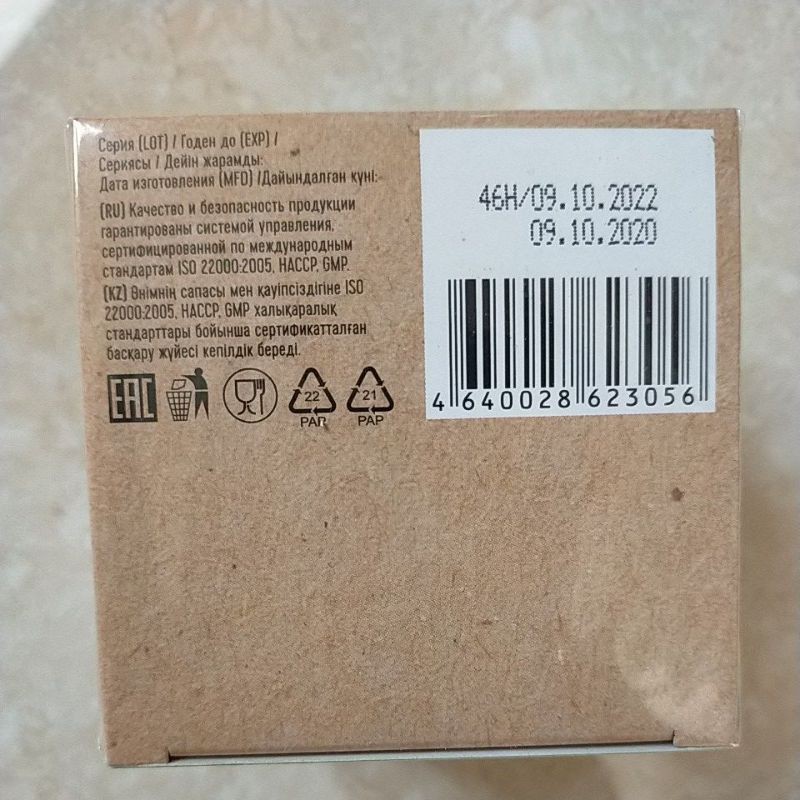 Серия (LOT) / Годен до (EXP) /
Сериясы / Дейін жарамды:
Дата изготовления (MFD) /Дайындалған күні:
(RU) Качество и безопасность продукции
гарантированы системой управления,
сертифицированной по международным
стандартам ISO 22000:2005, HACCP, GMP.
(KZ) Өнімнің сапасы мен қауіпсіздігіне ISO
22000:2005, HACCP, GMP халықаралық
стандарттары бойынша сертификатталған
басқару жүйесі кепілдік береді.
EAC
22
PAP
21
PAP
46H/09.10.2022
09.10.2020
4 640028 623056